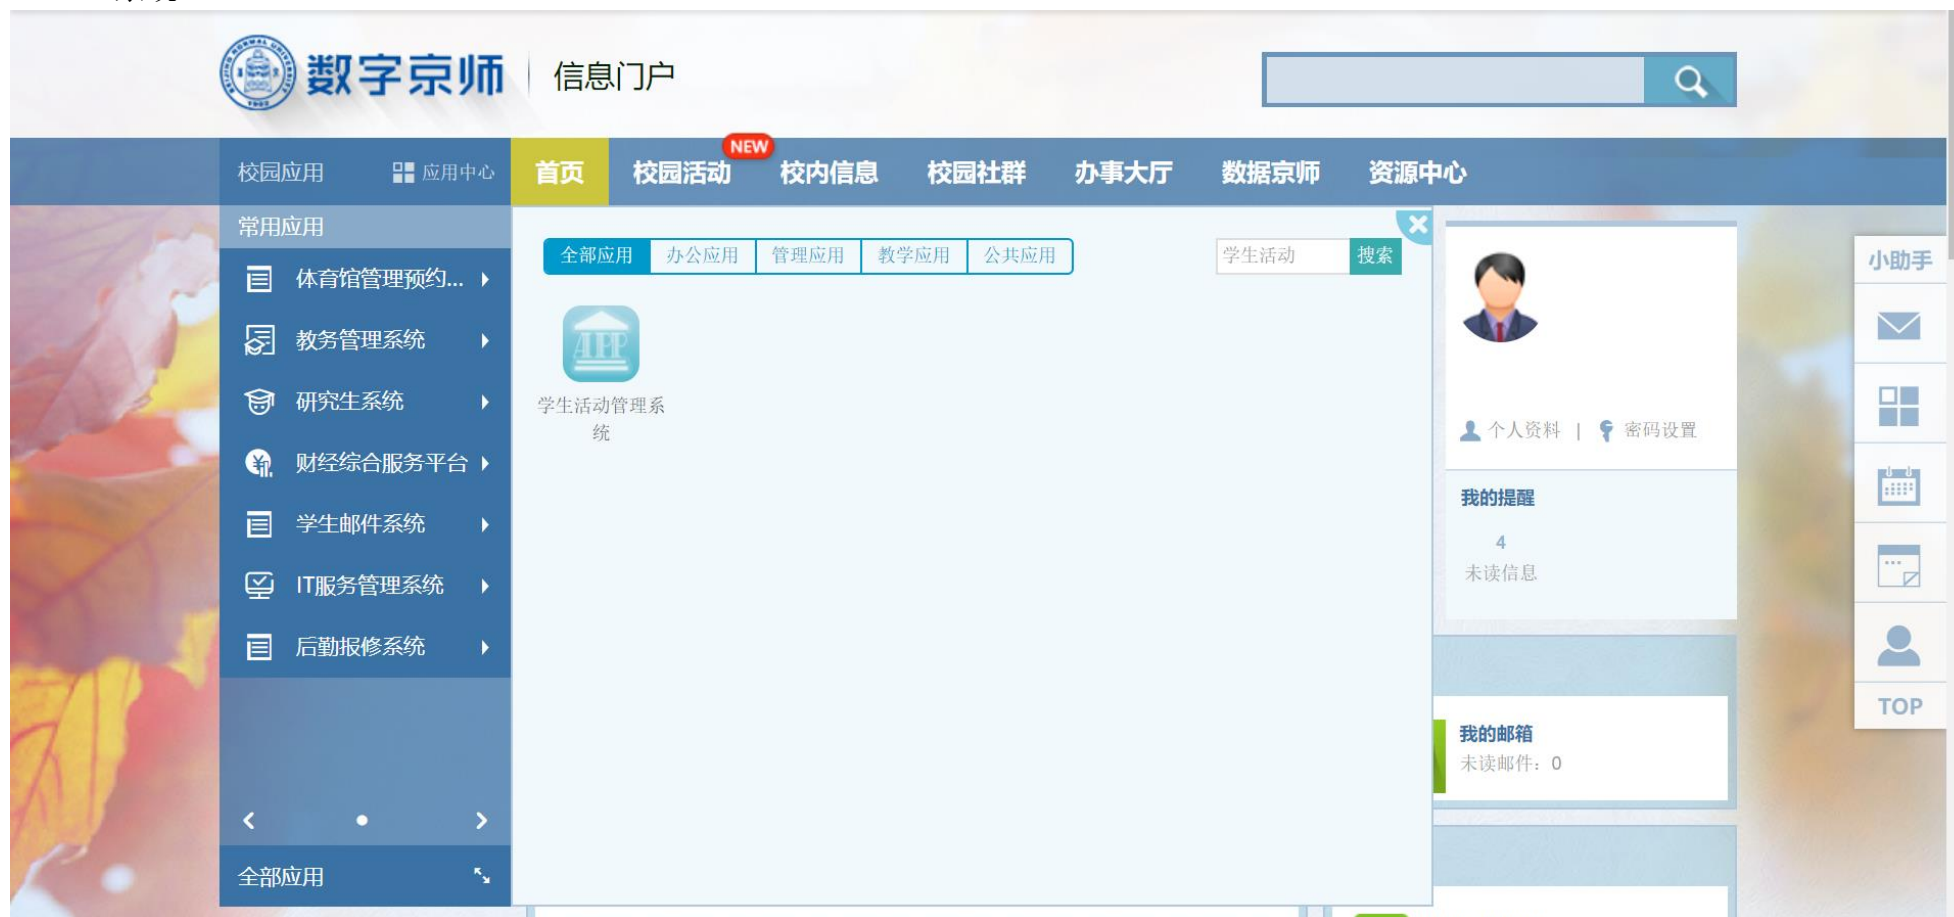 数字京师 信息门户
校园应用 应用中心 首页 校园活动 NEW 校内信息 校园社群 办事大厅 数据京师 资源中心
常用应用
体育馆管理预约...
教务管理系统
研究生系统
财经综合服务平台
学生邮件系统
IT服务管理系统
后勤报修系统
全部应用
全部应用 办公应用 管理应用 教学应用 公共应用 学生活动 搜索
APP
学生活动管理系
统
个人资料 | 密码设置
我的提醒
4
未读信息
我的邮箱
未读邮件：0
小助手
TOP